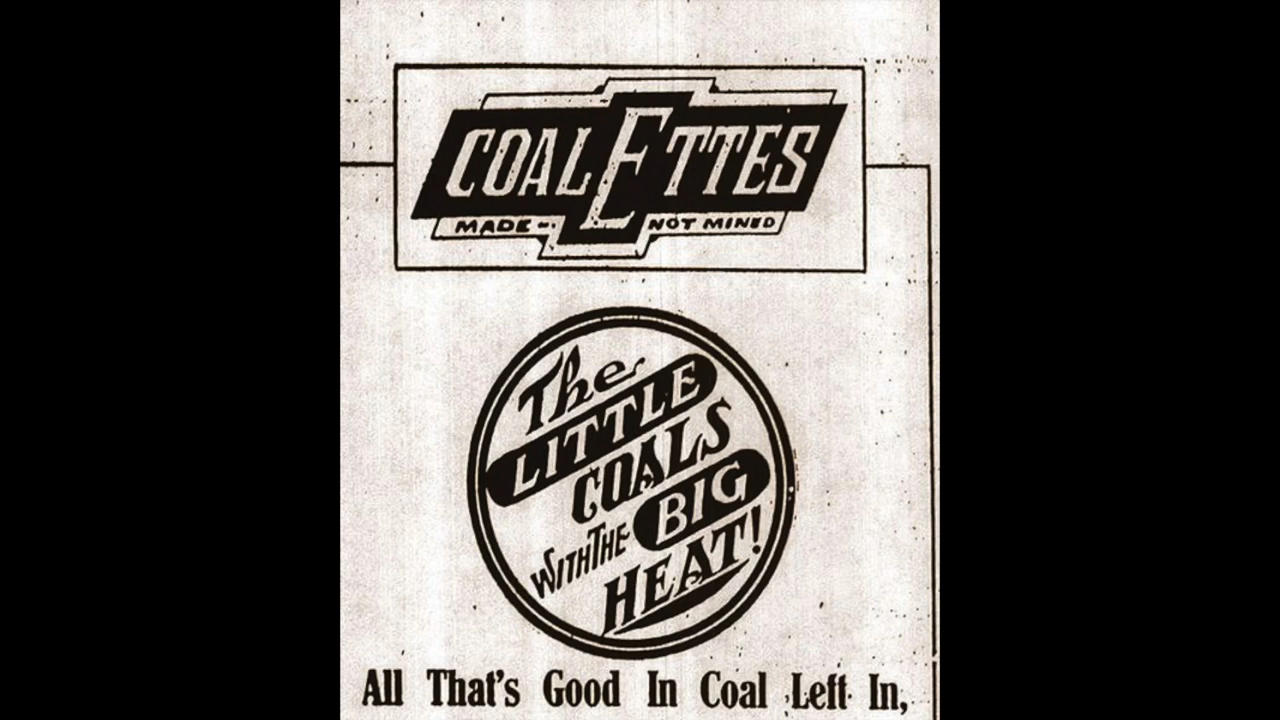 COALETTES
MADE - NOT MINED
The
LITTLE
COALS
WITH THE BIG
HEAT!
All That's Good In Coal Left In,